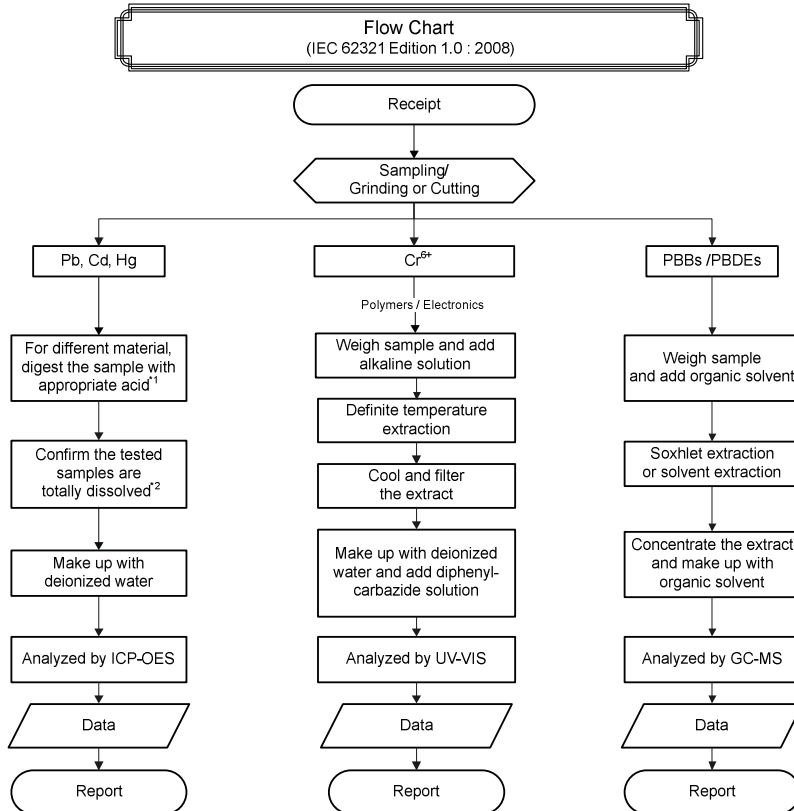 Flow Chart
(IEC 62321 Edition 1.0 : 2008)
Receipt
Sampling/
Grinding or Cutting
Pb, Cd, Hg
For different material,
digest the sample with
appropriate acid*1
Confirm the tested
samples are
totally dissolved*2
Make up with
deionized water
Analyzed by ICP-OES
Data
Report
Cr6+
Polymers / Electronics
Weigh sample and add
alkaline solution
Definite temperature
extraction
Cool and filter
the extract
Make up with deionized
water and add diphenyl-
carbazide solution
Analyzed by UV-VIS
Data
Report
PBBs /PBDEs
Weigh sample
and add organic solvent
Soxhlet extraction
or solvent extraction
Concentrate the extract
and make up with
organic solvent
Analyzed by GC-MS
Data
Report